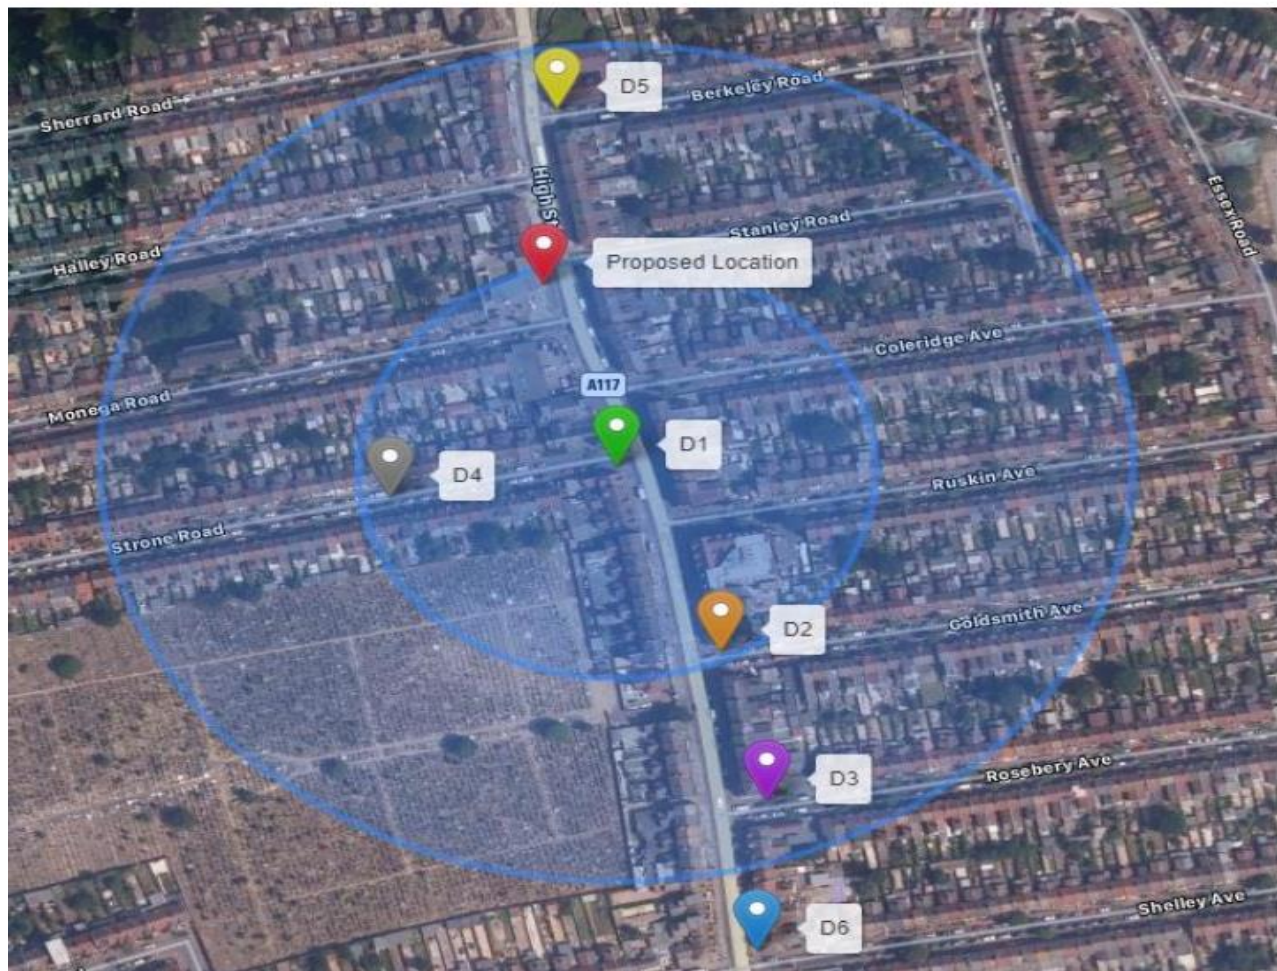 D5
Berkeley Road
Sherrard Road
High St
Essex Road
Stanley Road
Halley Road
Proposed Location
Coleridge Ave
A117
Monega Road
D1
D4
Ruskin Ave
Strone Road
Goldsmith Ave
D2
Rosebery Ave
D3
Shelley Ave
D6